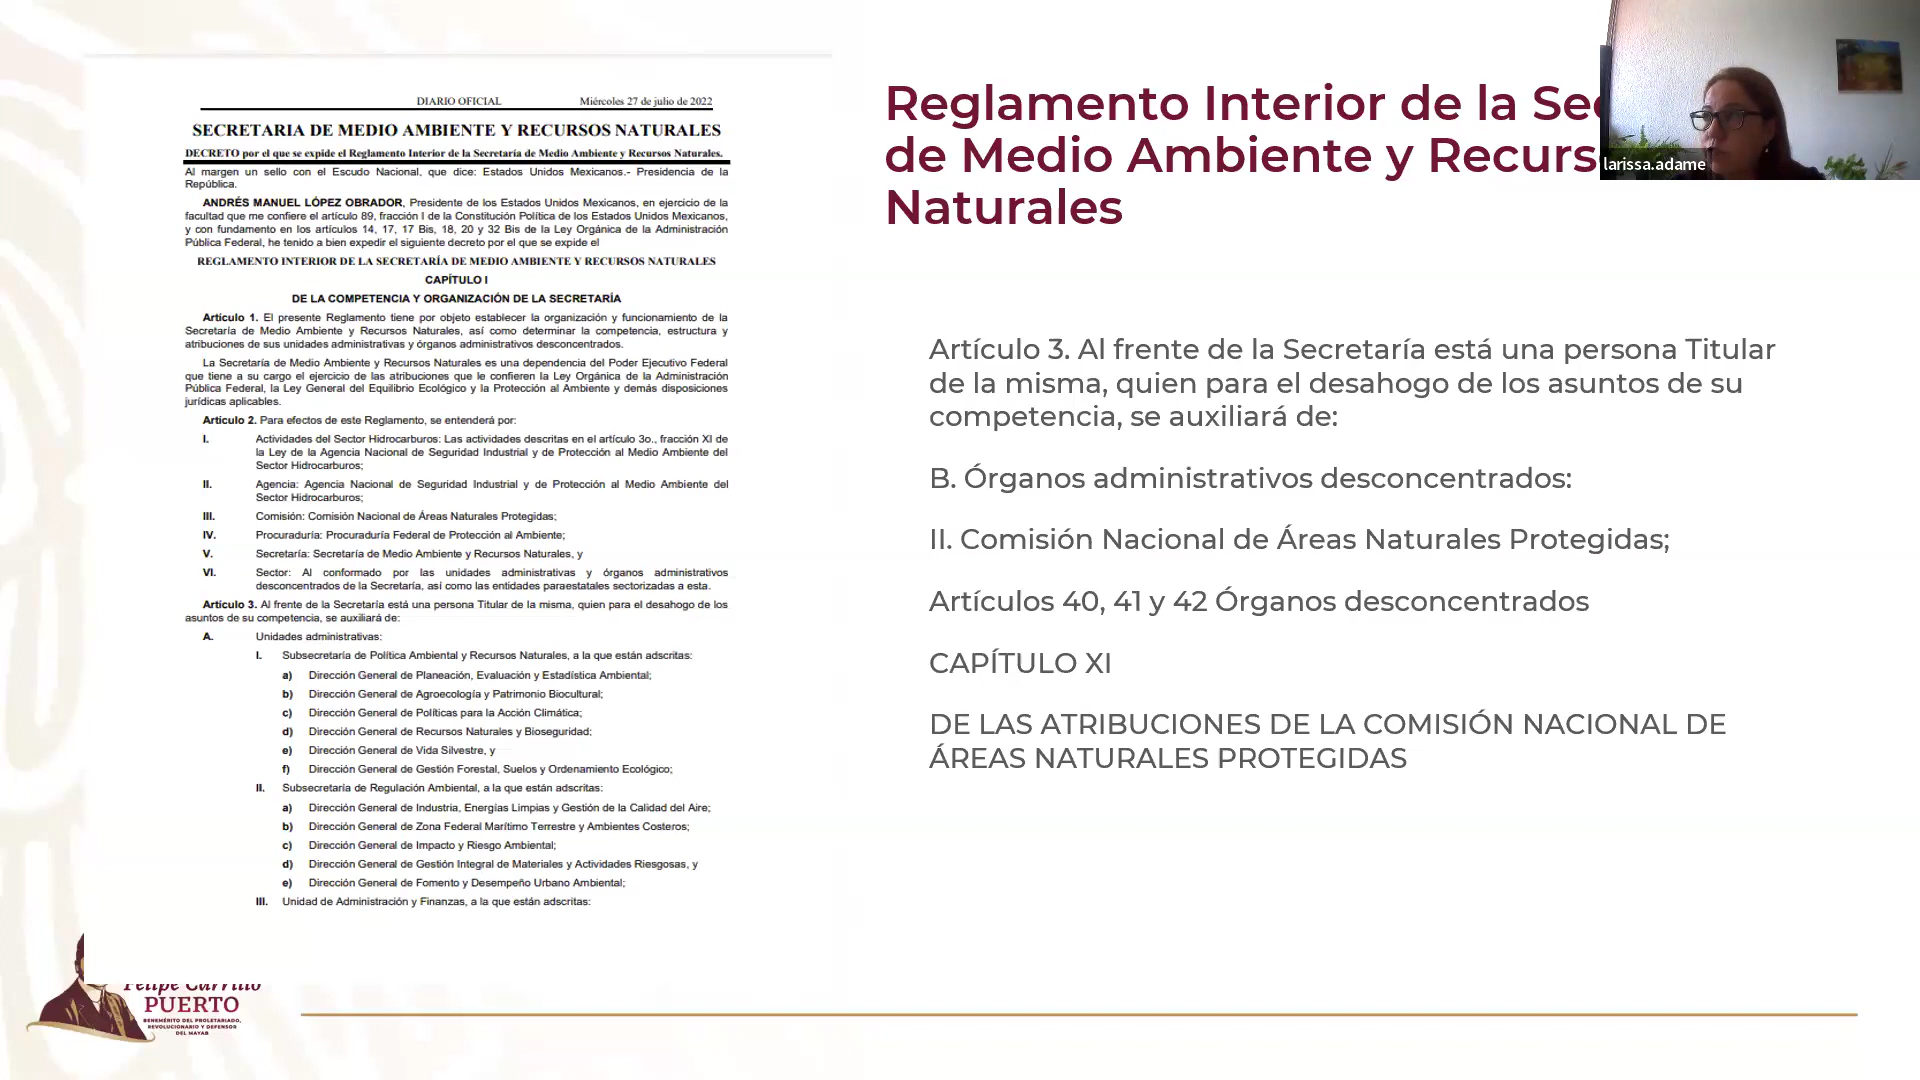 DIARIO OFICIAL Miércoles 27 de julio de 2022
SECRETARIA DE MEDIO AMBIENTE Y RECURSOS NATURALES
DECRETO por el que se expide el Reglamento Interior de la Secretaría de Medio Ambiente y Recursos Naturales.
Al margen un sello con el Escudo Nacional, que dice: Estados Unidos Mexicanos.- Presidencia de la
República.
ANDRÉS MANUEL LÓPEZ OBRADOR, Presidente de los Estados Unidos Mexicanos, en ejercicio de la
facultad que me confiere el artículo 89, fracción I de la Constitución Política de los Estados Unidos Mexicanos,
y con fundamento en los artículos 14, 17, 17 Bis, 18, 20 y 32 Bis de la Ley Orgánica de la Administración
Pública Federal, he tenido a bien expedir el siguiente decreto por el que se expide el
REGLAMENTO INTERIOR DE LA SECRETARÍA DE MEDIO AMBIENTE Y RECURSOS NATURALES
CAPÍTULO I
DE LA COMPETENCIA Y ORGANIZACIÓN DE LA SECRETARÍA
Artículo 1. El presente Reglamento tiene por objeto establecer la organización y funcionamiento de la
Secretaría de Medio Ambiente y Recursos Naturales, así como determinar la competencia, estructura y
atribuciones de sus unidades administrativas y órganos administrativos desconcentrados.
La Secretaría de Medio Ambiente y Recursos Naturales es una dependencia del Poder Ejecutivo Federal
que tiene a su cargo el ejercicio de las atribuciones que le confieren la Ley Orgánica de la Administración
Pública Federal, la Ley General del Equilibrio Ecológico y la Protección al Ambiente y demás disposiciones
jurídicas aplicables.
Artículo 2. Para efectos de este Reglamento, se entenderá por:
I. Actividades del Sector Hidrocarburos: Las actividades descritas en el artículo 3o., fracción XI de
la Ley de la Agencia Nacional de Seguridad Industrial y de Protección al Medio Ambiente del
Sector Hidrocarburos;
II. Agencia: Agencia Nacional de Seguridad Industrial y de Protección al Medio Ambiente del
Sector Hidrocarburos;
III. Comisión: Comisión Nacional de Áreas Naturales Protegidas;
IV. Procuraduría: Procuraduría Federal de Protección al Ambiente;
V. Secretaría: Secretaría de Medio Ambiente y Recursos Naturales, y
VI. Sector: Al conformado por las unidades administrativas y órganos administrativos
desconcentrados de la Secretaría, así como las entidades paraestatales sectorizadas a esta.
Artículo 3. Al frente de la Secretaría está una persona Titular de la misma, quien para el desahogo de los
asuntos de su competencia, se auxiliará de:
A. Unidades administrativas:
I. Subsecretaría de Política Ambiental y Recursos Naturales, a la que están adscritas:
a) Dirección General de Planeación, Evaluación y Estadística Ambiental;
b) Dirección General de Agroecología y Patrimonio Biocultural;
c) Dirección General de Políticas para la Acción Climática;
d) Dirección General de Recursos Naturales y Bioseguridad;
e) Dirección General de Vida Silvestre, y
f) Dirección General de Gestión Forestal, Suelos y Ordenamiento Ecológico;
II. Subsecretaría de Regulación Ambiental, a la que están adscritas:
a) Dirección General de Industria, Energías Limpias y Gestión de la Calidad del Aire;
b) Dirección General de Zona Federal Marítimo Terrestre y Ambientes Costeros;
c) Dirección General de Impacto y Riesgo Ambiental;
d) Dirección General de Gestión Integral de Materiales y Actividades Riesgosas, y
e) Dirección General de Fomento y Desempeño Urbano Ambiental;
III. Unidad de Administración y Finanzas, a la que están adscritas:
Felipe Carrillo
PUERTO
BENEMÉRITO DEL PROLETARIADO,
REVOLUCIONARIO Y DEFENSOR
DEL MAYAB
Reglamento Interior de la Sec
de Medio Ambiente y Recurs
Naturales
larissa.adame
Artículo 3. Al frente de la Secretaría está una persona Titular
de la misma, quien para el desahogo de los asuntos de su
competencia, se auxiliará de:
B. Órganos administrativos desconcentrados:
II. Comisión Nacional de Áreas Naturales Protegidas;
Artículos 40, 41 y 42 Órganos desconcentrados
CAPÍTULO XI
DE LAS ATRIBUCIONES DE LA COMISIÓN NACIONAL DE
ÁREAS NATURALES PROTEGIDAS